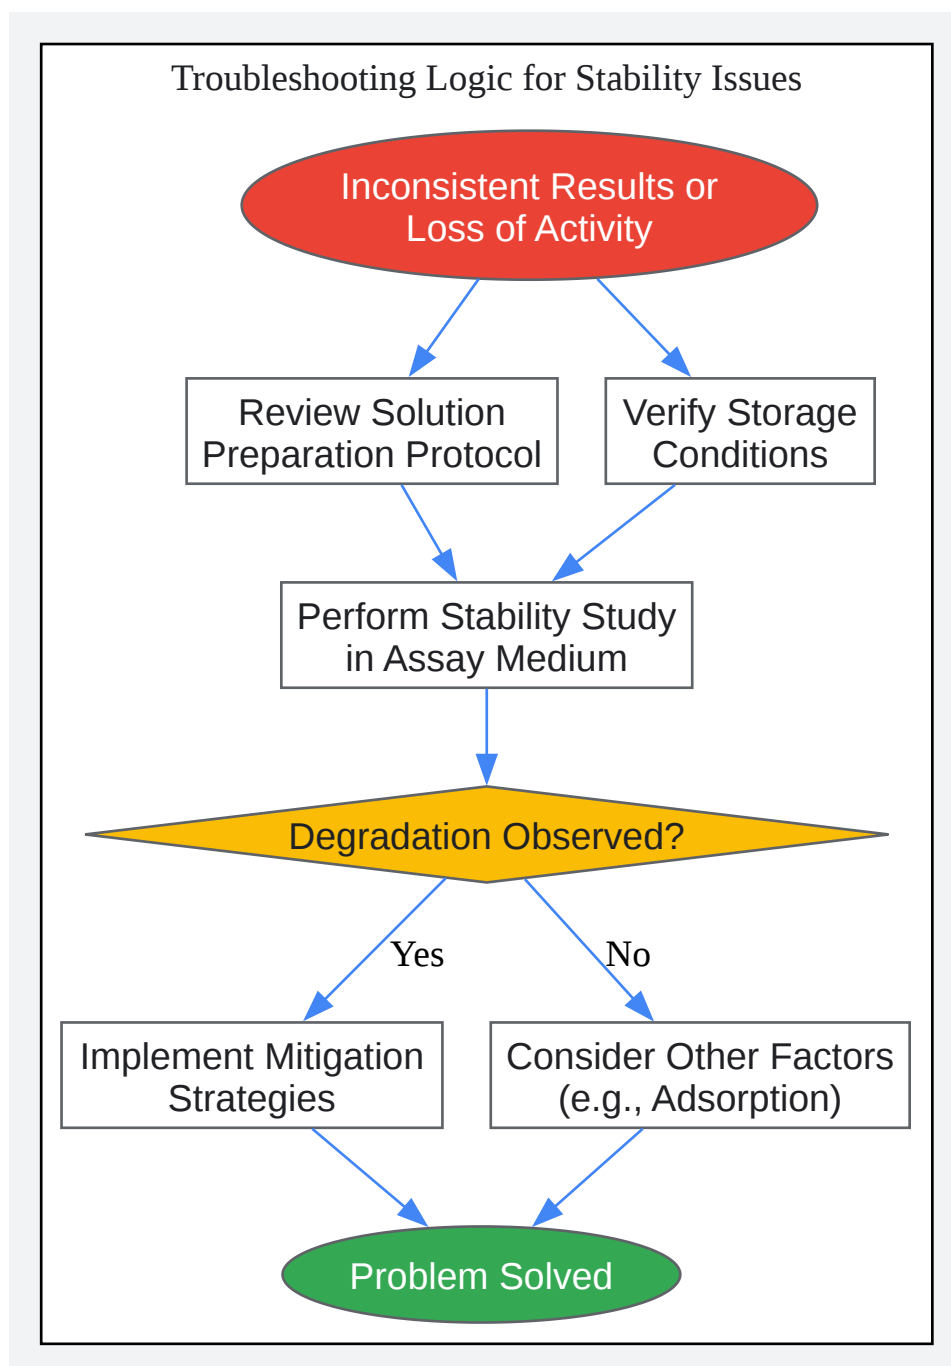 Troubleshooting Logic for Stability Issues
Inconsistent Results or
Loss of Activity
Review Solution
Preparation Protocol
Verify Storage
Conditions
Perform Stability Study
in Assay Medium
Degradation Observed?
Yes
No
Implement Mitigation
Strategies
Consider Other Factors
(e.g., Adsorption)
Problem Solved